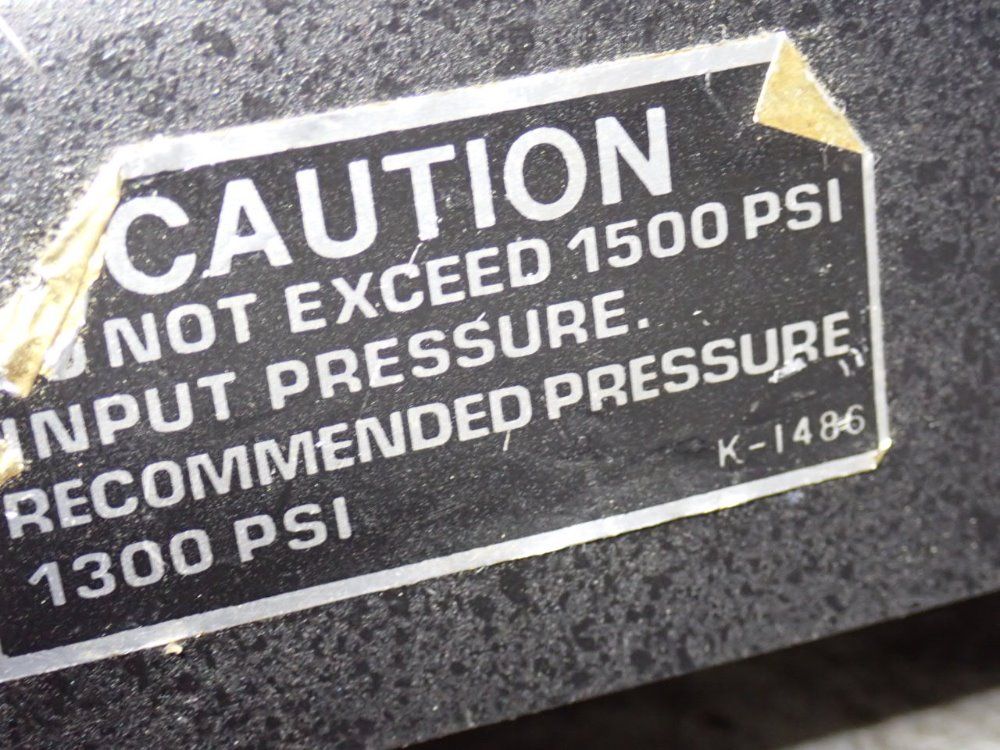 CAUTION
NOT EXCEED 1500 PSI
INPUT PRESSURE.
RECOMMENDED PRESSURE
1300 PSI
K-1486